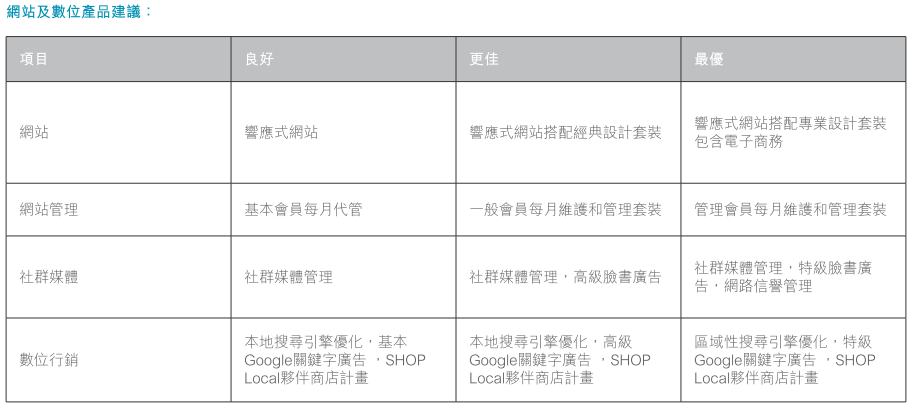 網站及數位產品建議：
項目
良好
更佳
最優
網站
響應式網站
響應式網站搭配經典設計套裝
響應式網站搭配專業設計套裝
包含電子商務
網站管理
基本會員每月代管
一般會員每月維護和管理套裝
管理會員每月維護和管理套裝
社群媒體
社群媒體管理
社群媒體管理，高級臉書廣告
社群媒體管理，特級臉書廣
告，網路信譽管理
數位行銷
本地搜尋引擎優化，基本
Google關鍵字廣告 ，SHOP
Local夥伴商店計畫
本地搜尋引擎優化，高級
Google關鍵字廣告 ，SHOP
Local夥伴商店計畫
區域性搜尋引擎優化，特級
Google關鍵字廣告 ，SHOP
Local夥伴商店計畫